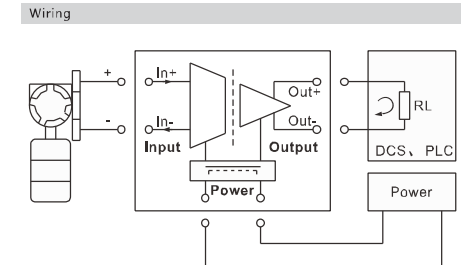 Wiring
+
In+
Out+
RL
-
In-
Out-
Input
Output
DCS、PLC
Power
Power